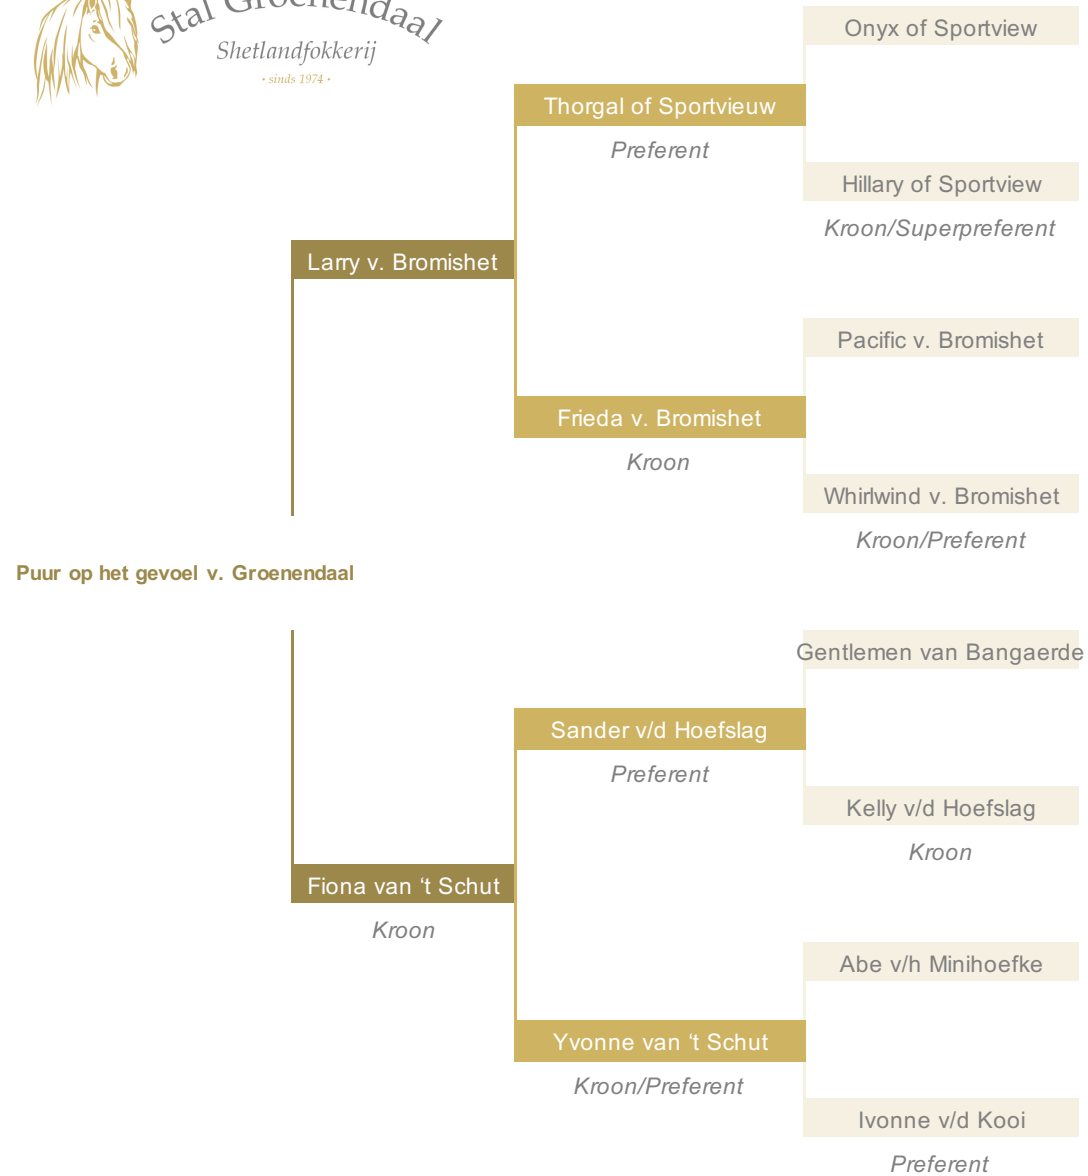 Stal Groenendaal
Shetlandfokkerij
• sinds 1974 •
Onyx of Sportview
Thorgal of Sportvieuw
Preferent
Hillary of Sportview
Kroon/Superpreferent
Larry v. Bromishet
Pacific v. Bromishet
Frieda v. Bromishet
Kroon
Whirlwind v. Bromishet
Kroon/Preferent
Puur op het gevoel v. Groenendaal
Gentlemen van Bangaerde
Sander v/d Hoefslag
Preferent
Kelly v/d Hoefslag
Kroon
Fiona van ‘t Schut
Kroon
Abe v/h Minihoefke
Yvonne van ‘t Schut
Kroon/Preferent
Ivonne v/d Kooi
Preferent